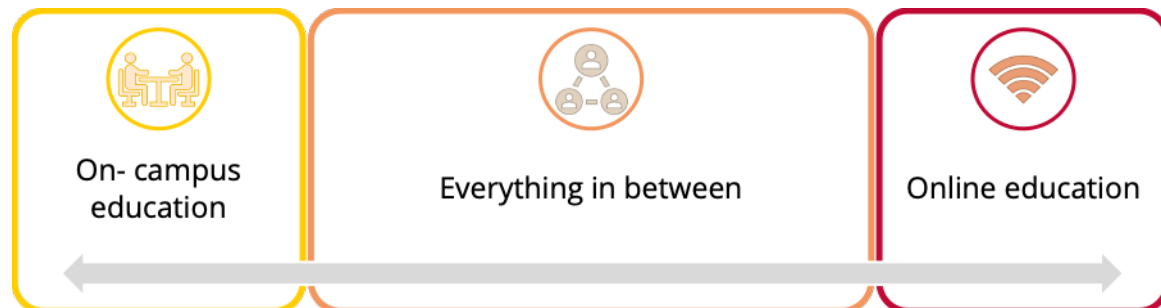 On- campus
education
Everything in between
Online education